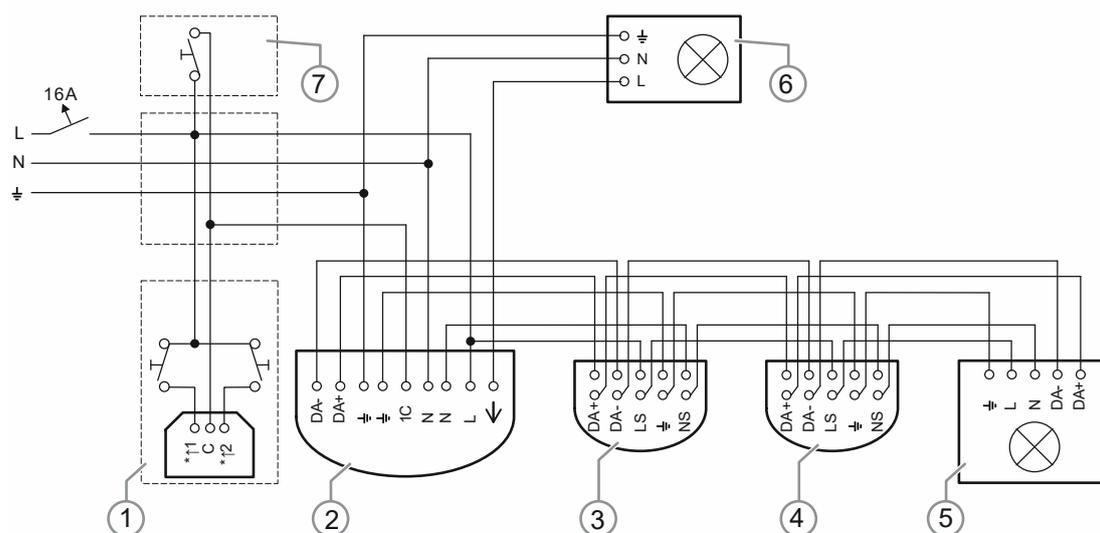 7
6
⏚
N
L
16A
L
N
⏚
*↑1
C
*↑2
DA-
DA+
⏚
⏚
1C
N
N
L
↓
DA+
DA-
LS
⏚
NS
DA+
DA-
LS
⏚
NS
⏚
L
N
DA-
DA+
1
2
3
4
5